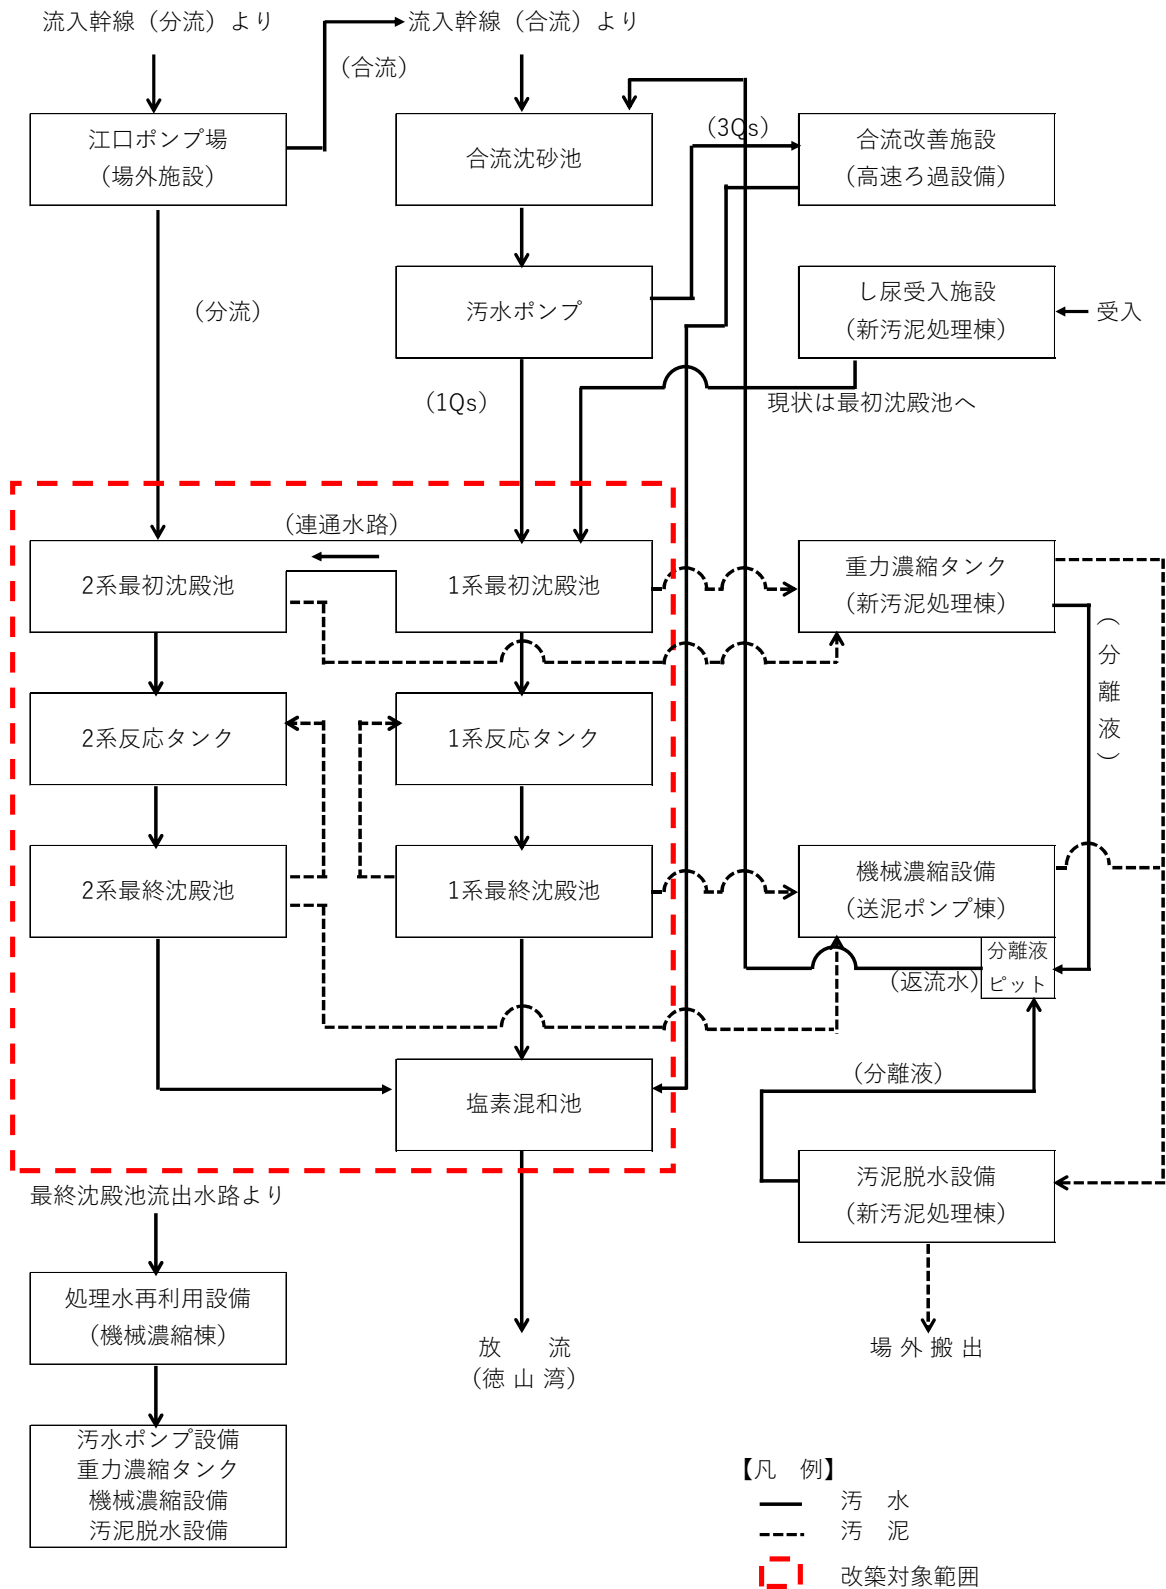 流入幹線（分流）より
流入幹線（合流）より
（合流）
江口ポンプ場
（場外施設）
合流沈砂池
（3Qs）
合流改善施設
（高速ろ過設備）
（分流）
汚水ポンプ
し尿受入施設
（新汚泥処理棟）
受入
（1Qs）
現状は最初沈殿池へ
（連通水路）
2系最初沈殿池
1系最初沈殿池
重力濃縮タンク
（新汚泥処理棟）
（分離液）
2系反応タンク
1系反応タンク
2系最終沈殿池
1系最終沈殿池
機械濃縮設備
（送泥ポンプ棟）
分離液
ピット
（返流水）
（分離液）
塩素混和池
汚泥脱水設備
（新汚泥処理棟）
最終沈殿池流出水路より
処理水再利用設備
（機械濃縮棟）
放　流
（徳山湾）
場外搬出
汚水ポンプ設備
重力濃縮タンク
機械濃縮設備
汚泥脱水設備
【凡　例】
汚　水
汚　泥
改築対象範囲